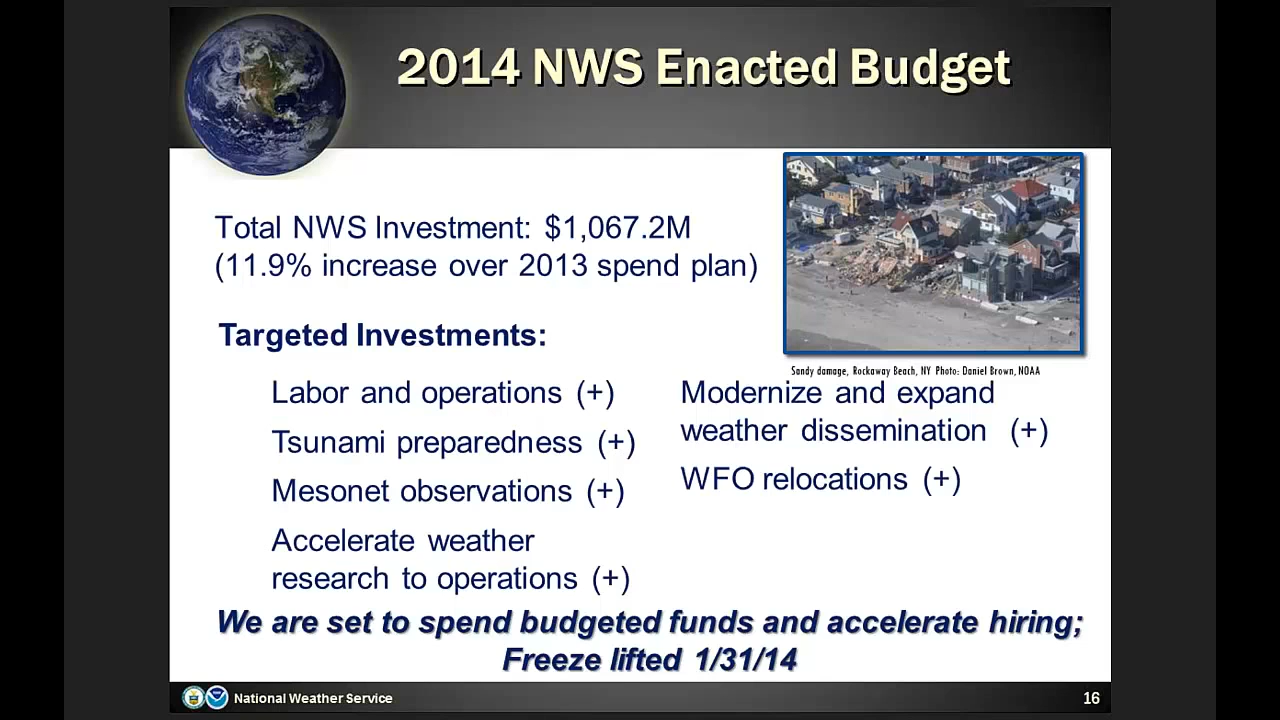 2014 NWS Enacted Budget
Total NWS Investment: $1,067.2M
(11.9% increase over 2013 spend plan)
Targeted Investments:
Sandy damage, Rockaway Beach, NY Photo: Daniel Brown, NOAA
Labor and operations (+)
Tsunami preparedness (+)
Mesonet observations (+)
Accelerate weather
research to operations (+)
Modernize and expand
weather dissemination (+)
WFO relocations (+)
We are set to spend budgeted funds and accelerate hiring;
Freeze lifted 1/31/14
National Weather Service
16